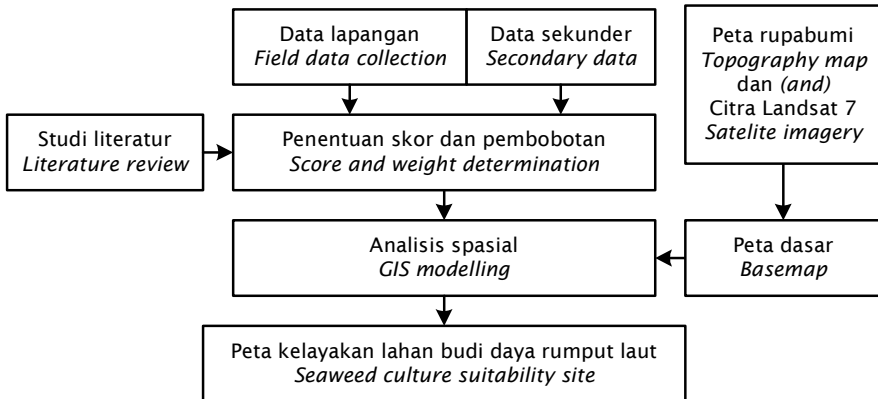 Data lapangan
Field data collection
Data sekunder
Secondary data
Peta rupabumi
Topography map
dan (and)
Citra Landsat 7
Satelite imagery
Studi literatur
Literature review
Penentuan skor dan pembobotan
Score and weight determination
Analisis spasial
GIS modelling
Peta dasar
Basemap
Peta kelayakan lahan budi daya rumput laut
Seaweed culture suitability site